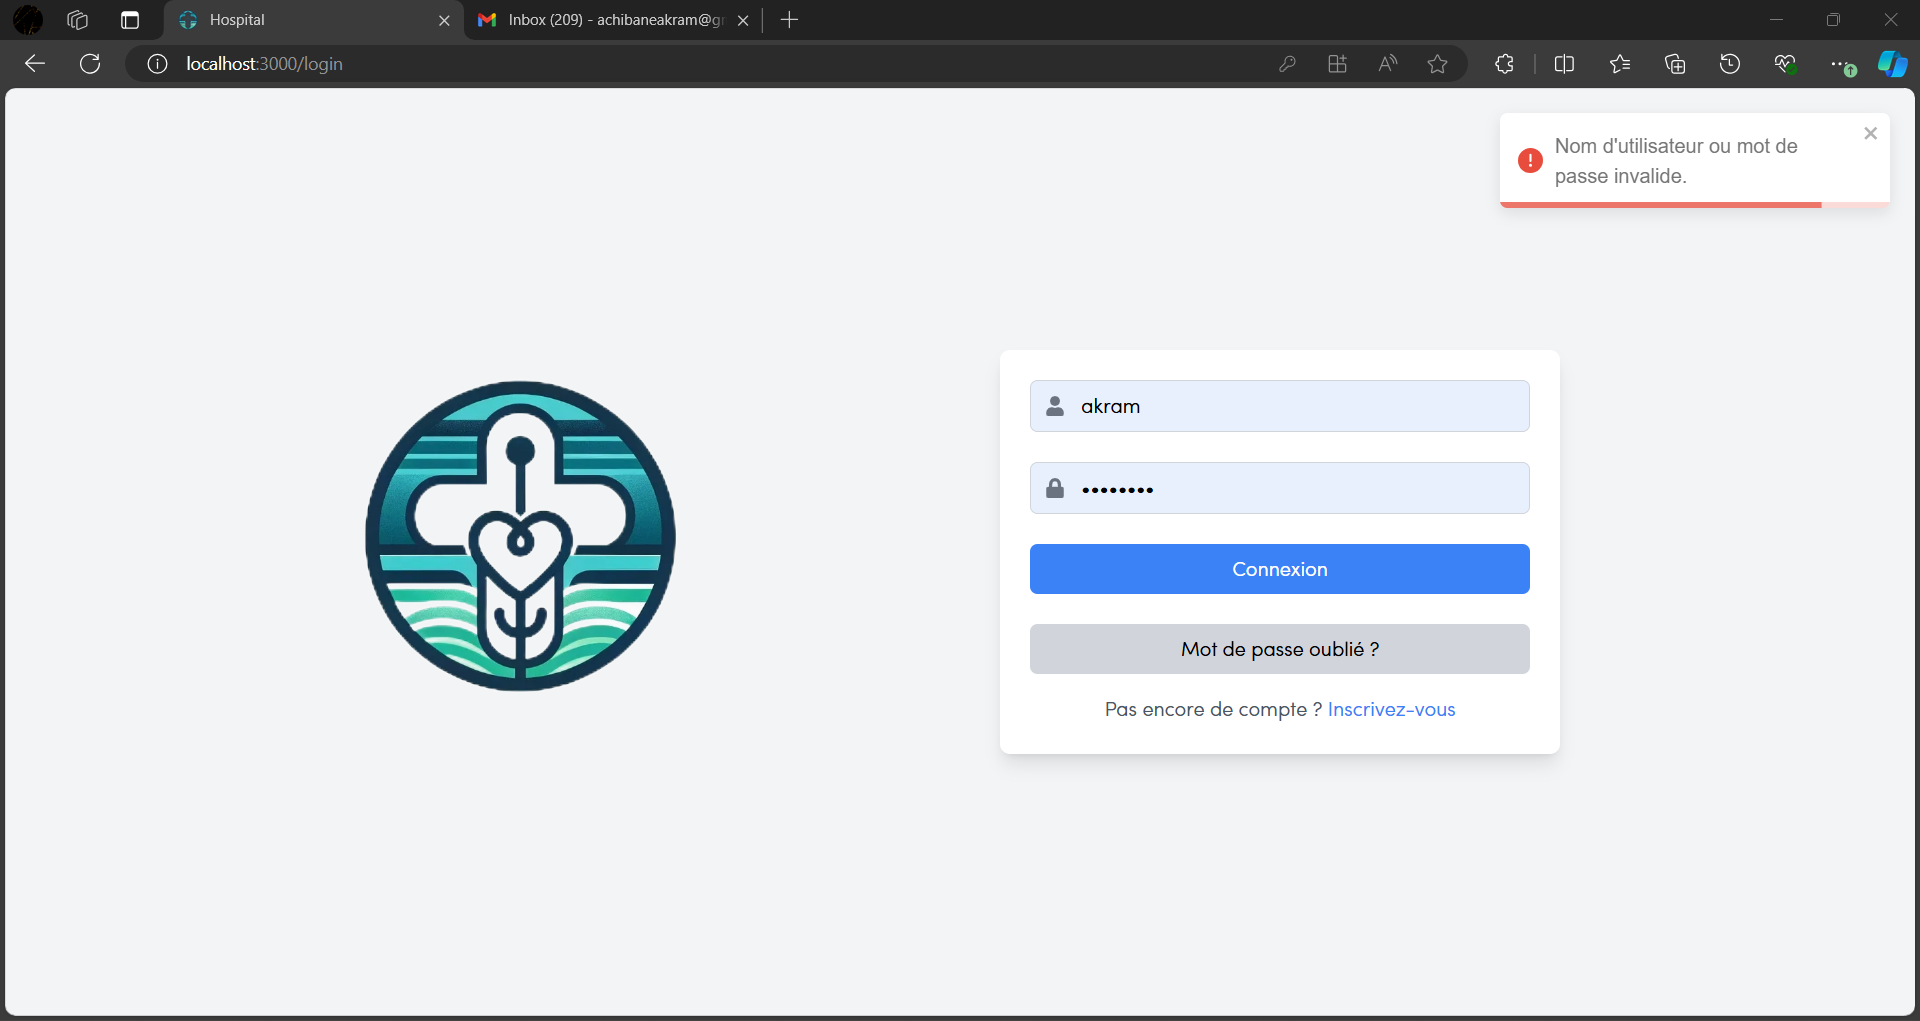 Hospital
Inbox (209) - achibaneakram@gr
localhost:3000/login
Nom d'utilisateur ou mot de
passe invalide.
akram
••••••••
Connexion
Mot de passe oublié ?
Pas encore de compte ? Inscrivez-vous